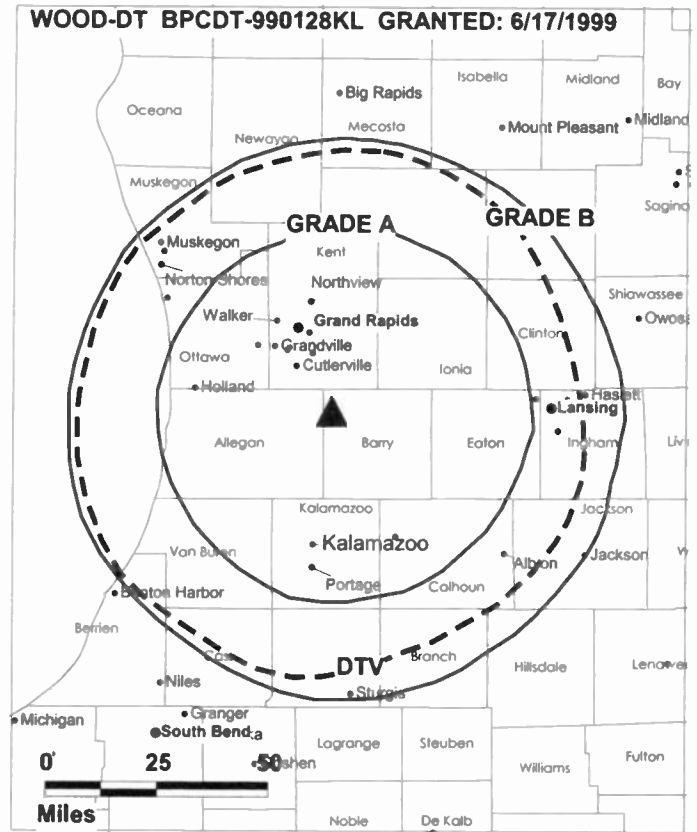 WOOD-DT BPCDT-990128KL GRANTED: 6/17/1999
Isabella
Midland
Bay
Big Rapids
Oceana
Mecosta
Mount Pleasant
Midland
Newaygo
Muskegon
GRADE A
GRADE B
Muskegon
Kent
Norton Shores
Northview
Shiawassee
Walker
Grand Rapids
Clinton
Grandville
Ottawa
Cutlerville
Ionia
Holland
Haslett
Lansing
Allegan
Barry
Eaton
Ingham
Kalamazoo
Jackson
Kalamazoo
Van Buren
Albion
Jackson
Portage
Calhoun
Benton Harbor
Berrien
Cass
DTV
Branch
Hillsdale
Lenawee
Niles
Sturgis
Michigan
Granger
South Bend
Lagrange
Steuben
Fulton
0
25
50
Williams
Miles
Noble
De Kalb